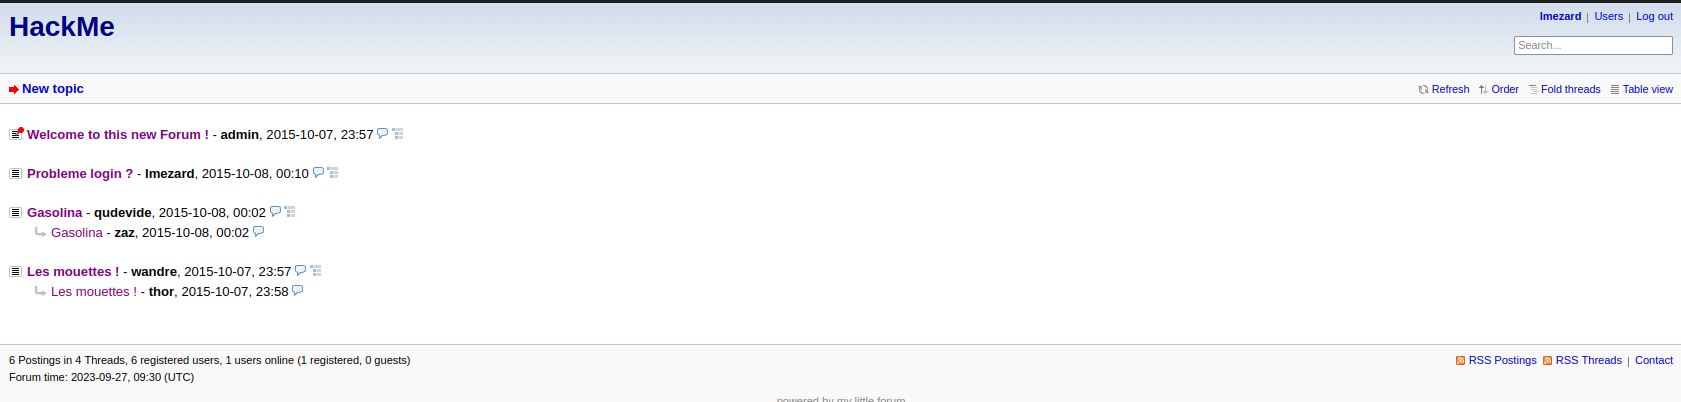 HackMe
lmezard | Users | Log out
Search...
New topic
Refresh Order Fold threads Table view
Welcome to this new Forum ! - admin, 2015-10-07, 23:57
Probleme login ? - lmezard, 2015-10-08, 00:10
Gasolina - qudevide, 2015-10-08, 00:02
Gasolina - zaz, 2015-10-08, 00:02
Les mouettes ! - wandre, 2015-10-07, 23:57
Les mouettes ! - thor, 2015-10-07, 23:58
6 Postings in 4 Threads, 6 registered users, 1 users online (1 registered, 0 guests)
RSS Postings RSS Threads | Contact
Forum time: 2023-09-27, 09:30 (UTC)
powered by my little forum